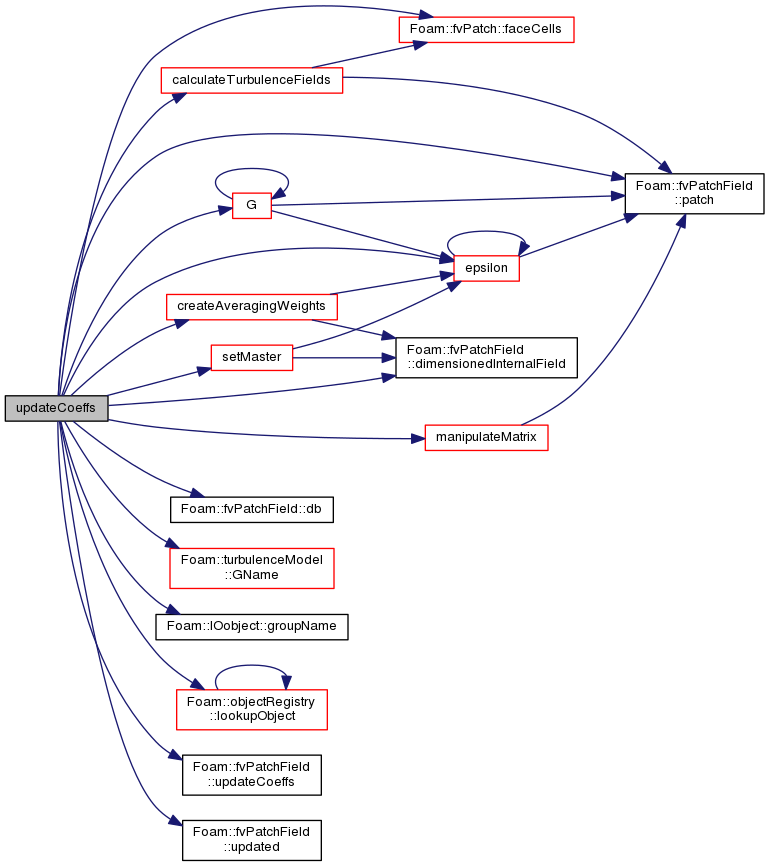 Foam::fvPatch::faceCells
calculateTurbulenceFields
Foam::fvPatchField
::patch
G
epsilon
createAveragingWeights
setMaster
Foam::fvPatchField
::dimensionedInternalField
updateCoeffs
manipulateMatrix
Foam::fvPatchField::db
Foam::turbulenceModel
::GName
Foam::IOobject::groupName
Foam::objectRegistry
::lookupObject
Foam::fvPatchField
::updateCoeffs
Foam::fvPatchField
::updated